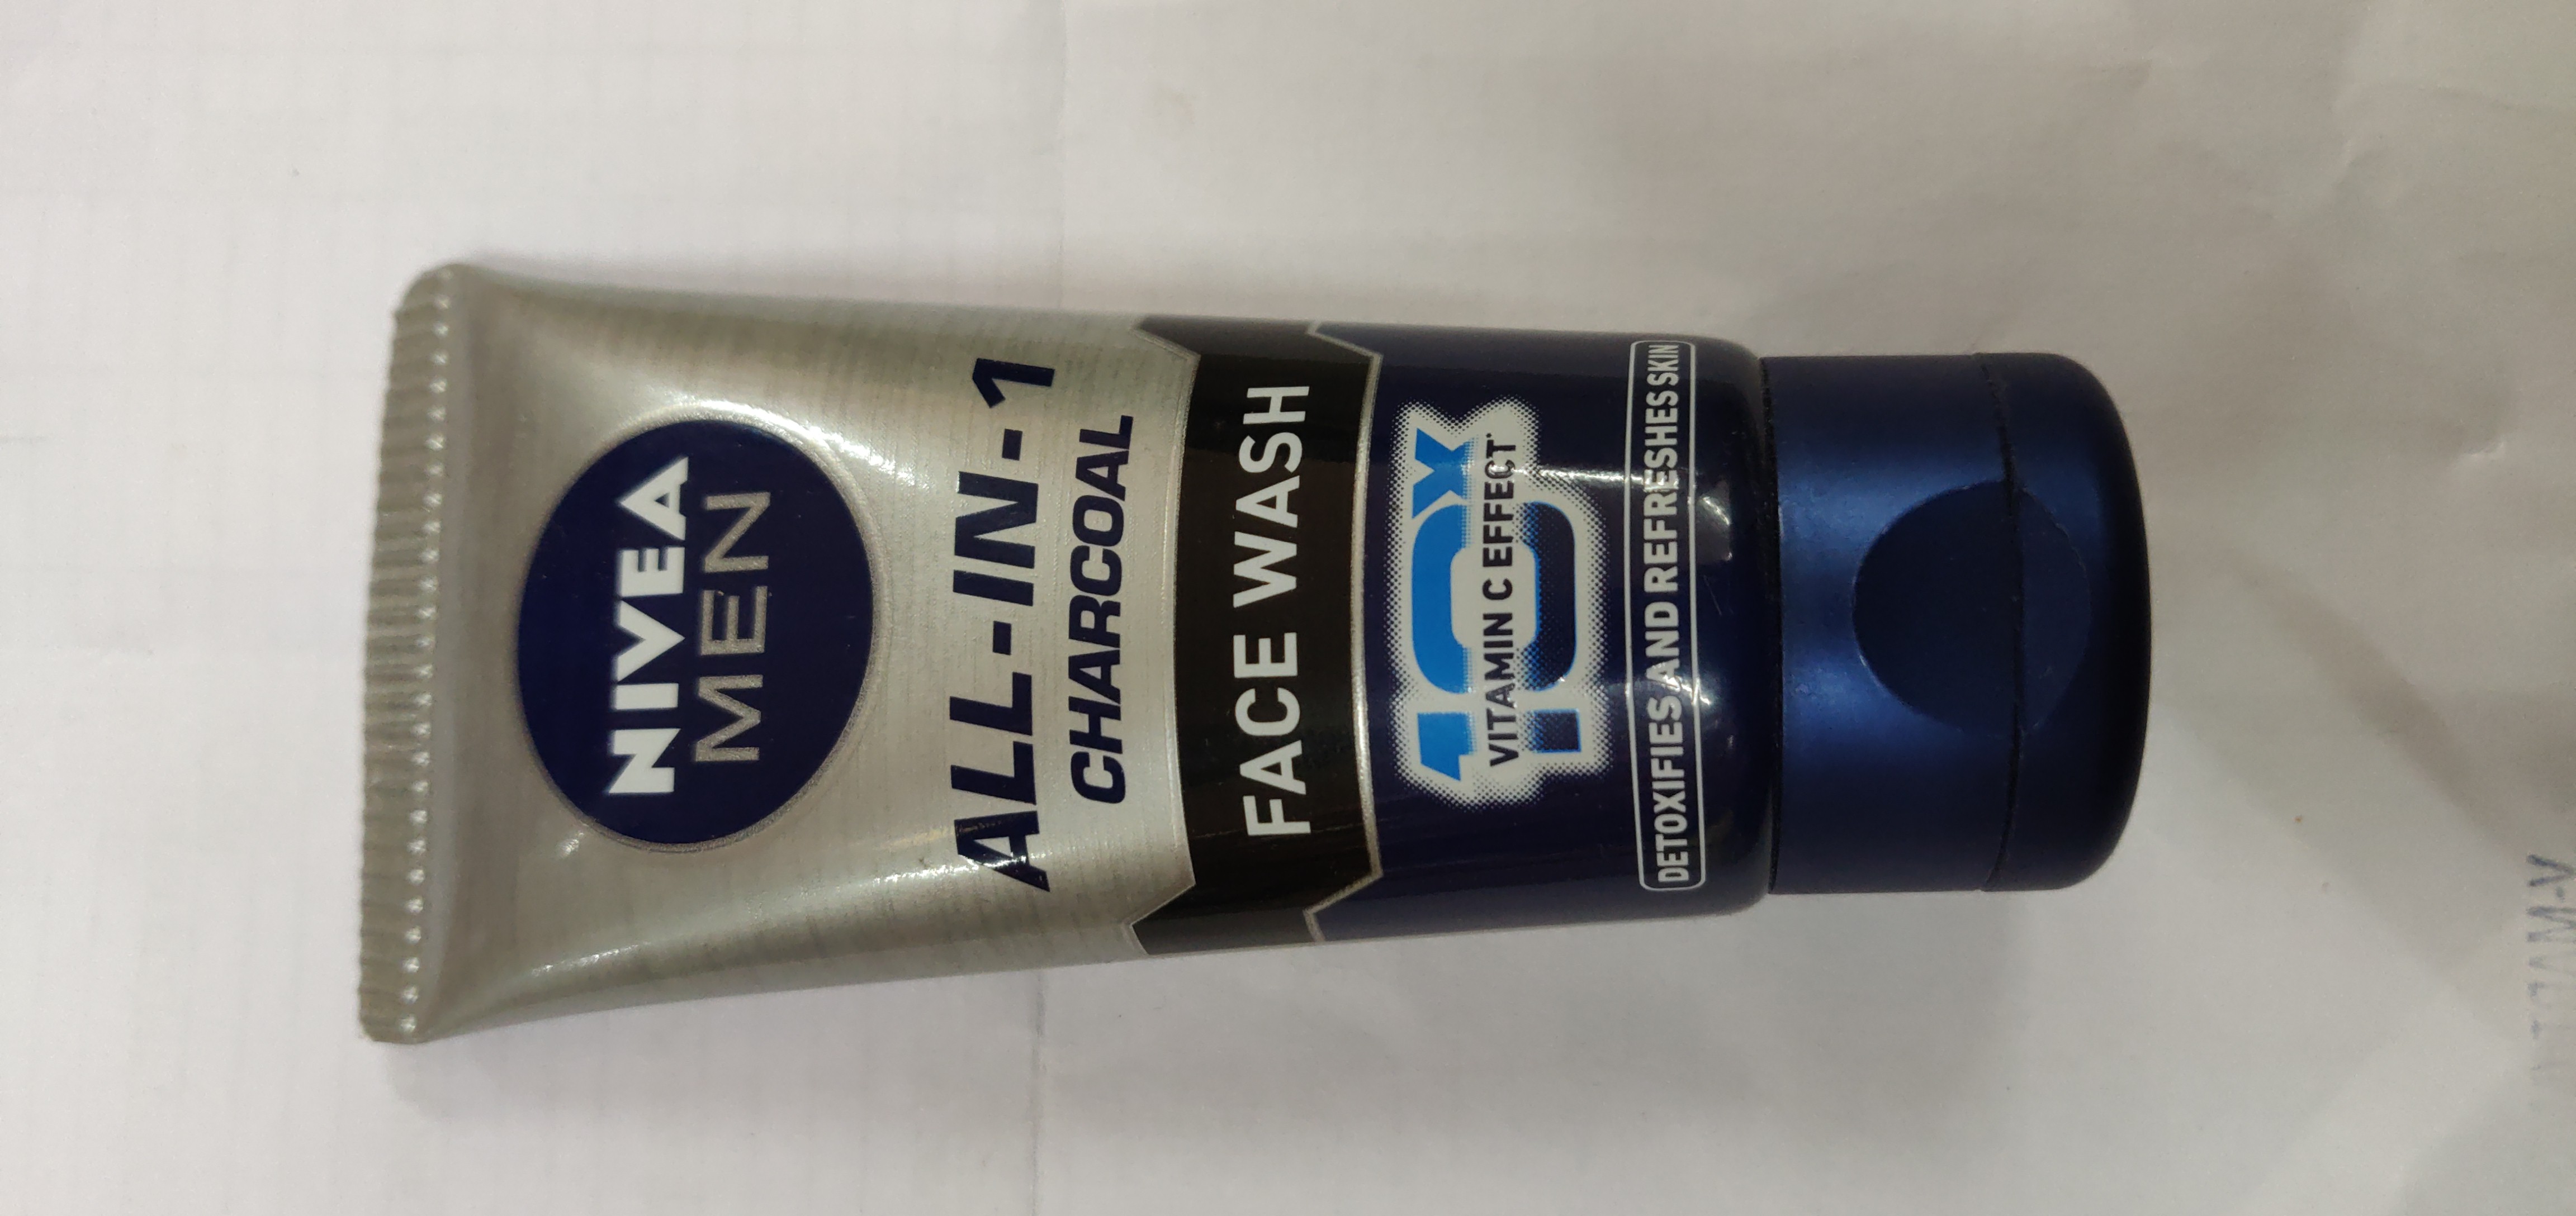 NIVEA
MEN
ALL-IN-1
CHARCOAL
FACE WASH
10X
VITAMIN C EFFECT*
DETOXIFIES AND REFRESHES SKIN